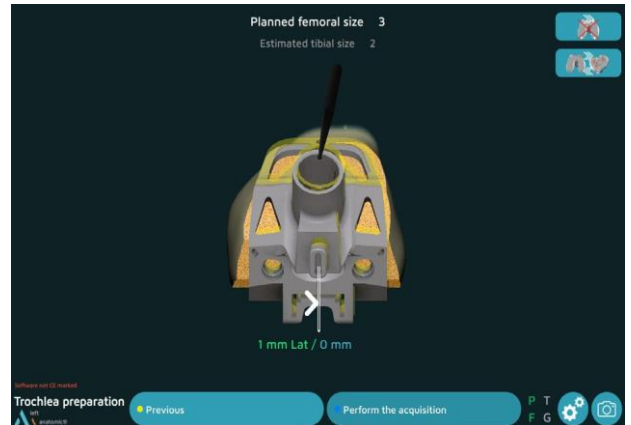 Planned femoral size 3
Estimated tibial size 2
1 mm Lat / 0 mm
Software not CE marked
Trochlea preparation
left
anatomic®
Previous
Perform the acquisition
P T
F G